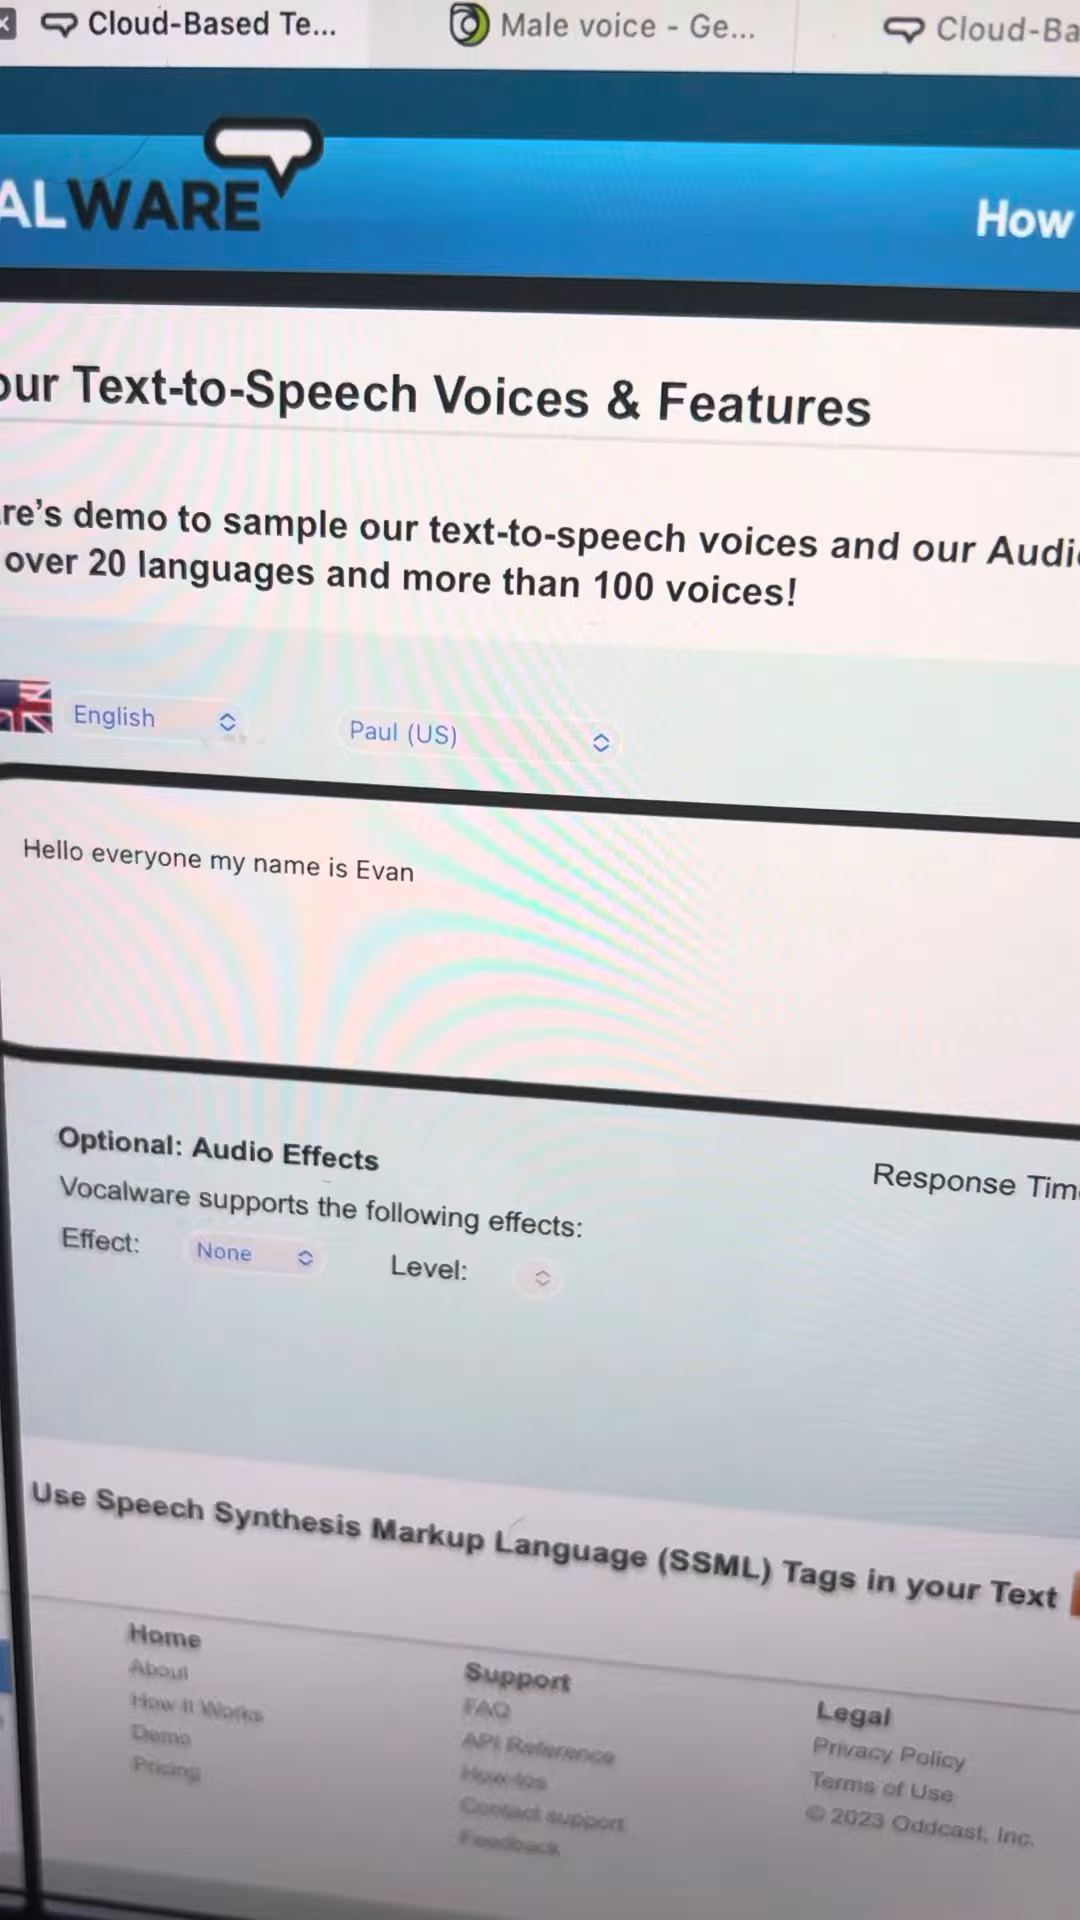 Cloud-Based Te...
Male voice - Ge...
Cloud-Ba
ALWARE
How
our Text-to-Speech Voices & Features
re's demo to sample our text-to-speech voices and our Audi
over 20 languages and more than 100 voices!
English
Paul (US)
Hello everyone my name is Evan
Optional: Audio Effects
Response Tim
Vocalware supports the following effects:
Effect:
None
Level:
Use Speech Synthesis Markup Language (SSML) Tags in your Text
Home
About
How It Works
Demo
Pricing
Support
FAQ
API Reference
How-tos
Contact support
Feedback
Legal
Privacy Policy
Terms of Use
© 2023 Oddcast, Inc.